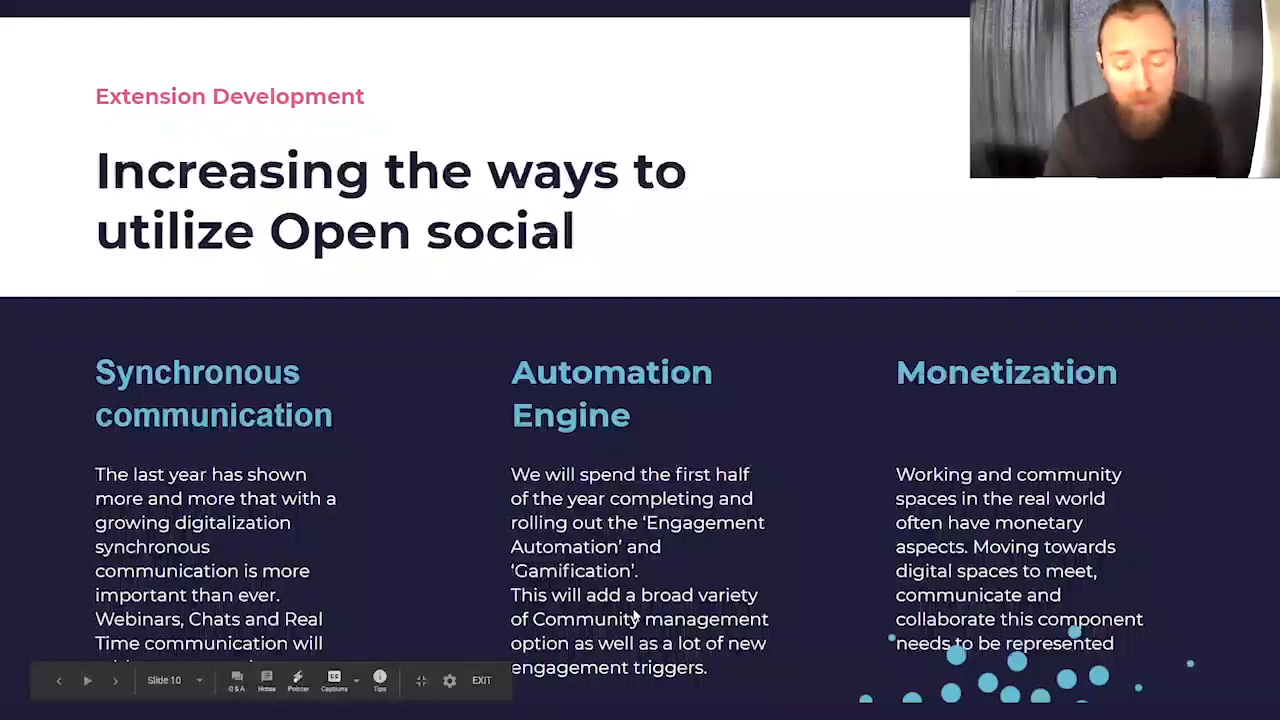 Extension Development
Increasing the ways to
utilize Open social
Synchronous
communication
The last year has shown
more and more that with a
growing digitalization
synchronous
communication is more
important than ever.
Webinars, Chats and Real
Time communication will
Automation
Engine
We will spend the first half
of the year completing and
rolling out the ‘Engagement
Automation’ and
‘Gamification’.
This will add a broad variety
of Community management
option as well as a lot of new
engagement triggers.
Monetization
Working and community
spaces in the real world
often have monetary
aspects. Moving towards
digital spaces to meet,
communicate and
collaborate this component
needs to be represented
Slide 10
Q & A
Notes
Pointer
Captions
Tips
EXIT